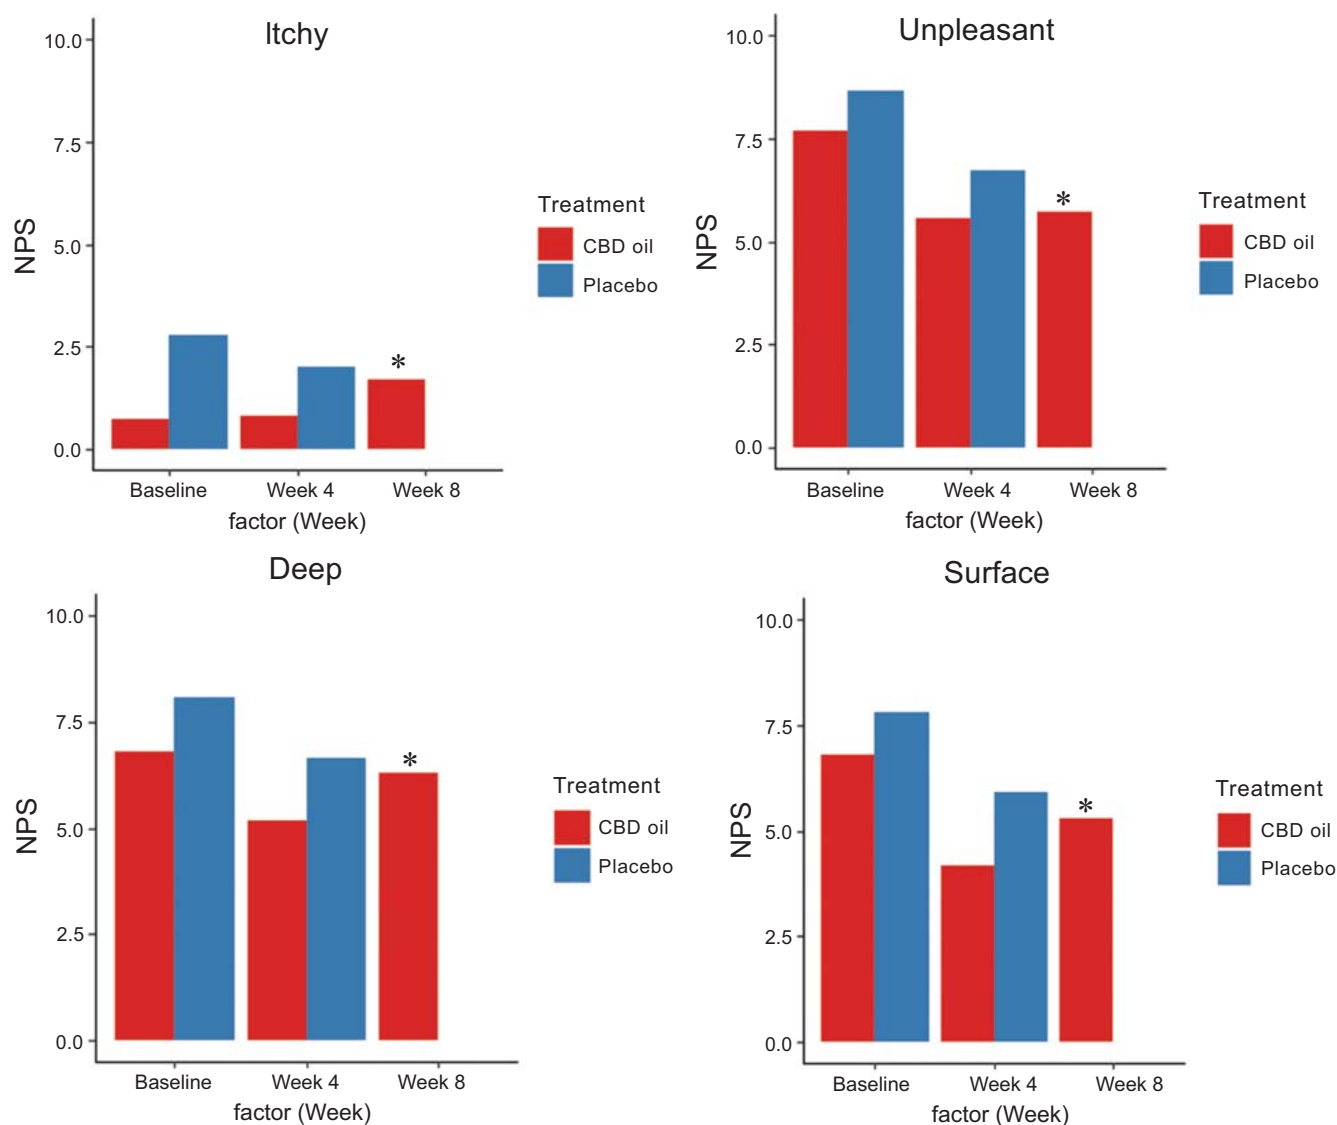 Itchy
10.0
7.5
5.0
2.5
0.0
NPS
*
Baseline Week 4 Week 8
factor (Week)
Treatment
CBD oil
Placebo
Unpleasant
10.0
7.5
5.0
2.5
0.0
NPS
*
Baseline Week 4 Week 8
factor (Week)
Treatment
CBD oil
Placebo
Deep
10.0
7.5
5.0
2.5
0.0
NPS
*
Baseline Week 4 Week 8
factor (Week)
Treatment
CBD oil
Placebo
Surface
10.0
7.5
5.0
2.5
0.0
NPS
*
Baseline Week 4 Week 8
factor (Week)
Treatment
CBD oil
Placebo